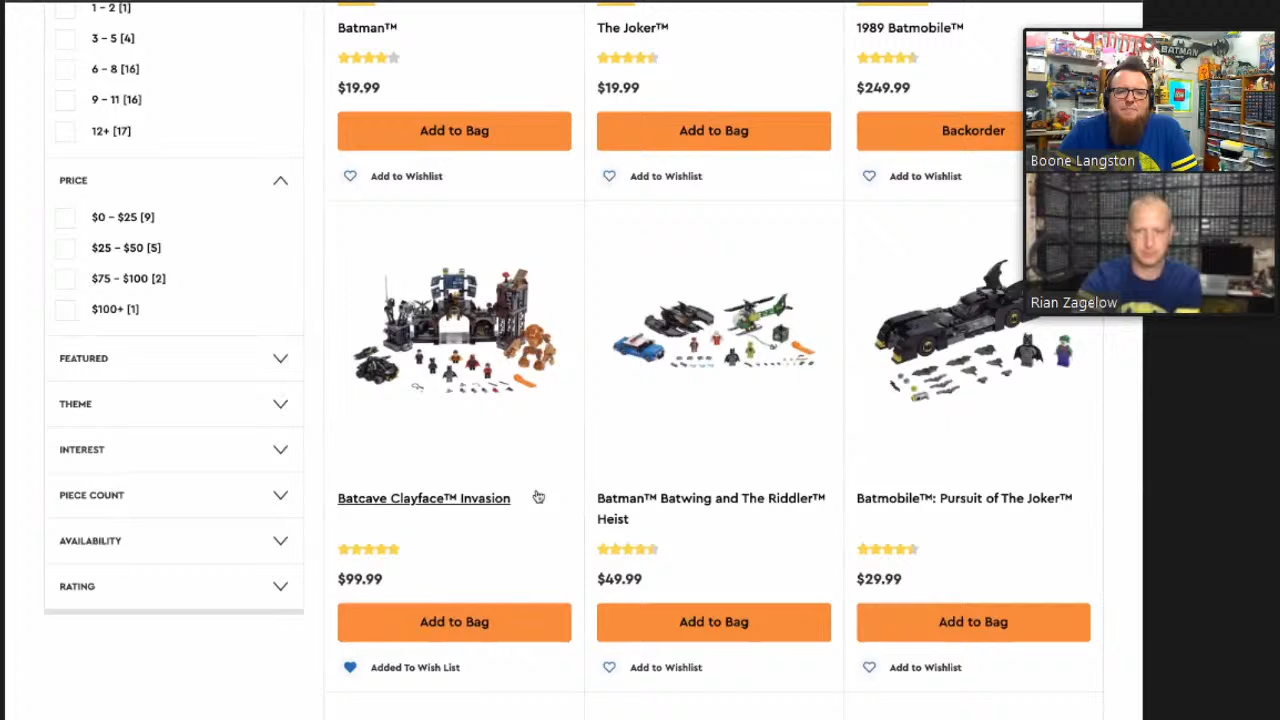 1 – 2 [1]
3 – 5 [4]
6 – 8 [16]
9 – 11 [16]
12+ [17]
PRICE
$0 – $25 [9]
$25 – $50 [5]
$75 – $100 [2]
$100+ [1]
FEATURED
THEME
INTEREST
PIECE COUNT
AVAILABILITY
RATING
Batman™
$19.99
Add to Bag
Add to Wishlist
The Joker™
$19.99
Add to Bag
Add to Wishlist
1989 Batmobile™
$249.99
Backorder
Add to Wishlist
Batcave Clayface™ Invasion
$99.99
Add to Bag
Added To Wish List
Batman™ Batwing and The Riddler™
Heist
$49.99
Add to Bag
Add to Wishlist
Batmobile™: Pursuit of The Joker™
$29.99
Add to Bag
Add to Wishlist
BATMAN
Boone Langston
Rian Zagelow